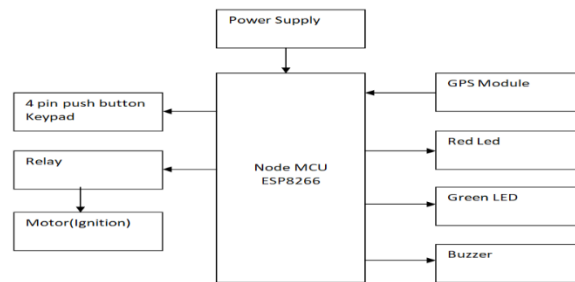 Power Supply
4 pin push button
Keypad
Relay
Motor(Ignition)
Node MCU
ESP8266
GPS Module
Red Led
Green LED
Buzzer